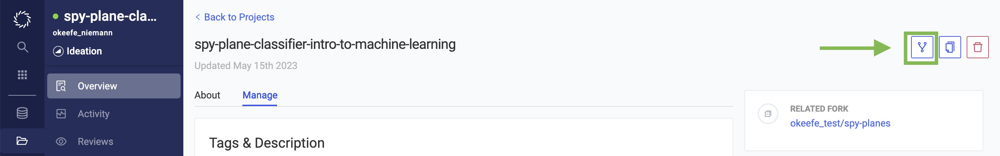 spy-plane-cla...
okeefe_niemann
Ideation
Overview
Activity
Reviews
< Back to Projects
spy-plane-classifier-intro-to-machine-learning
Updated May 15th 2023
About Manage
Tags & Description
RELATED FORK
okeefe_test/spy-planes